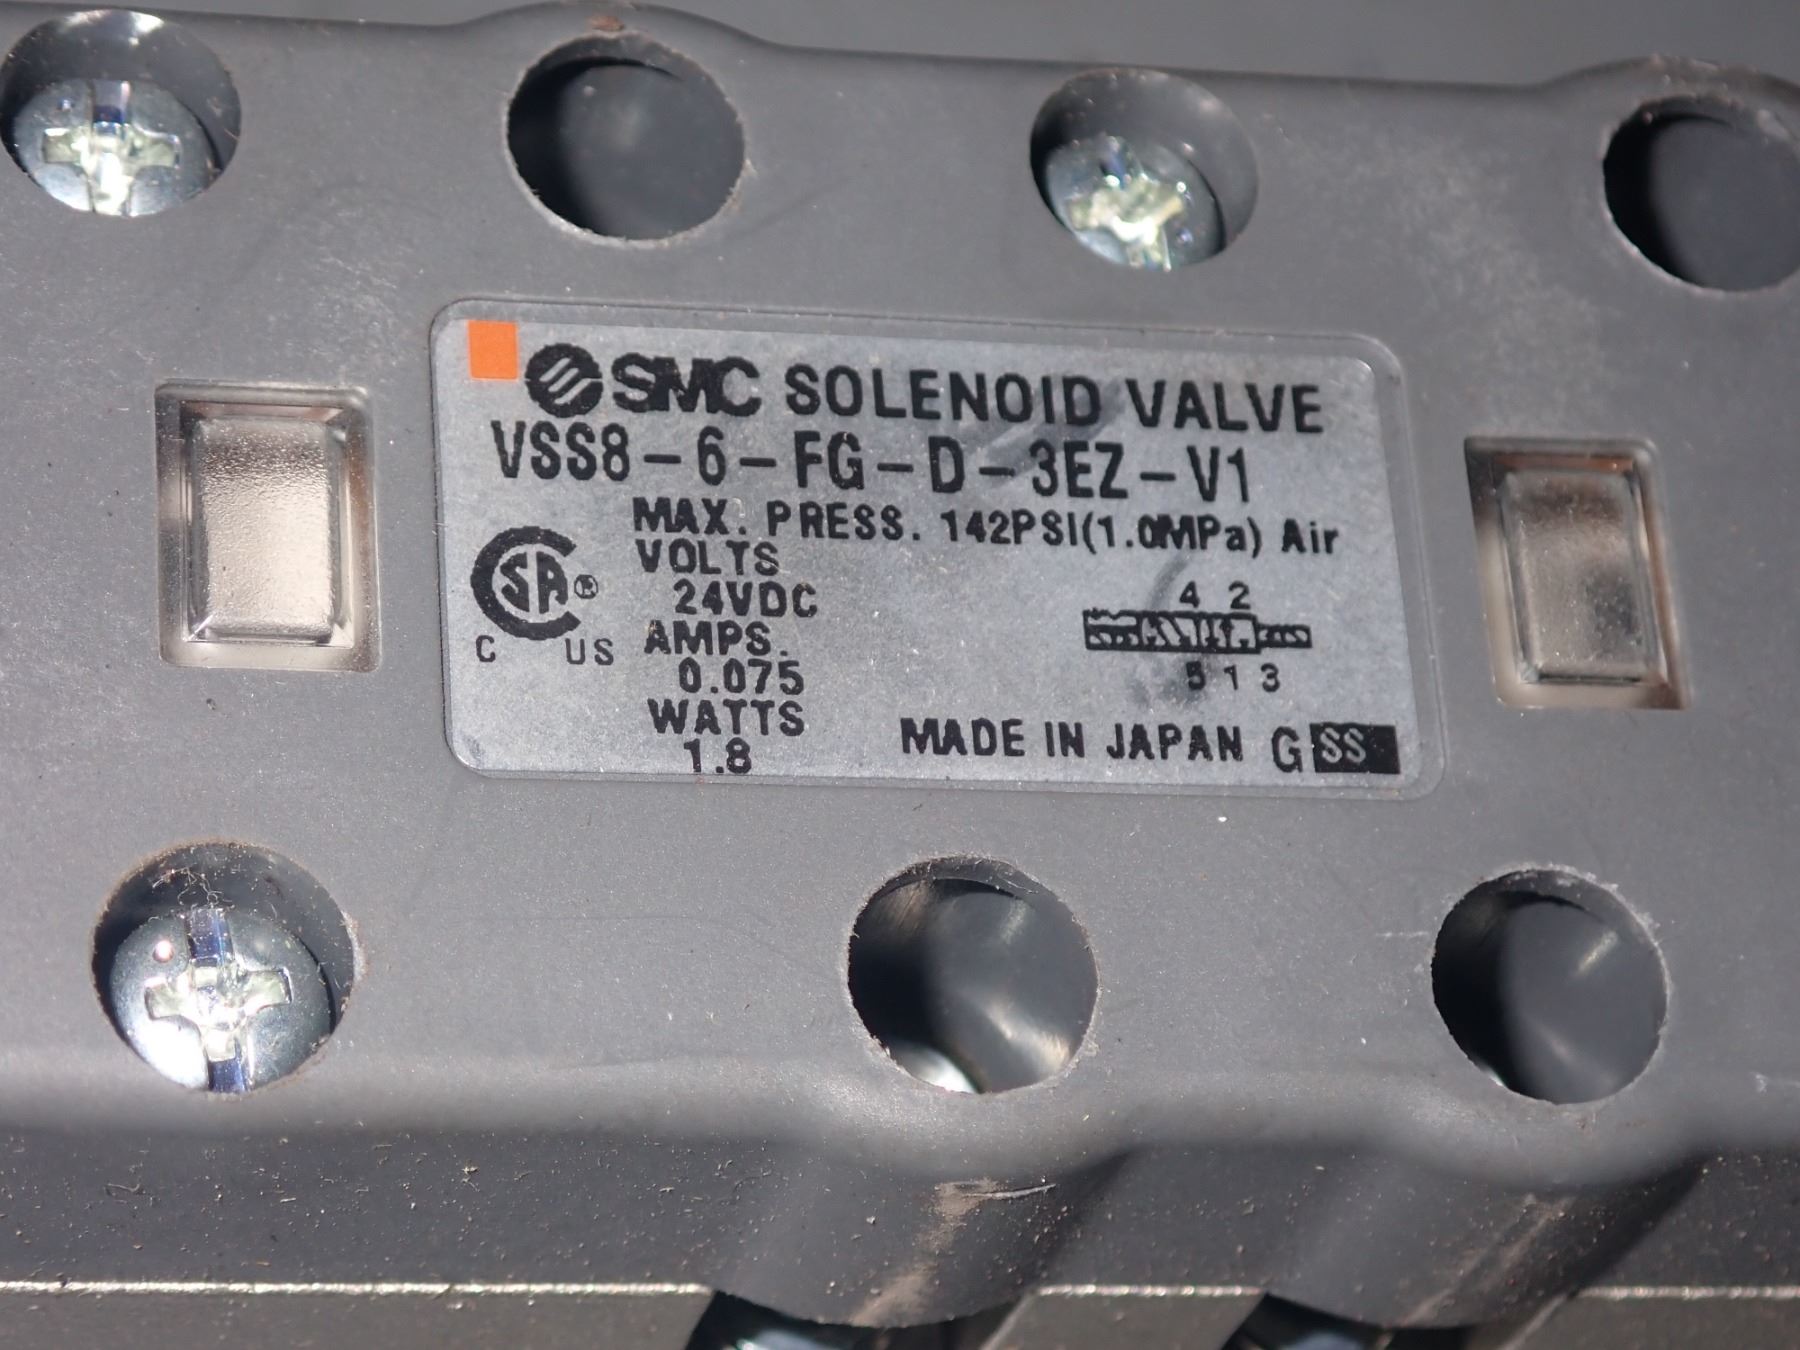 SMC SOLENOID VALVE
VSS8-6-FG-D-3EZ-V1
MAX. PRESS. 142PSI(1.0MPa) Air
VOLTS
24VDC
AMPS.
0.075
WATTS
1.8
SA ®
C US
4 2
5 1 3
MADE IN JAPAN G SS